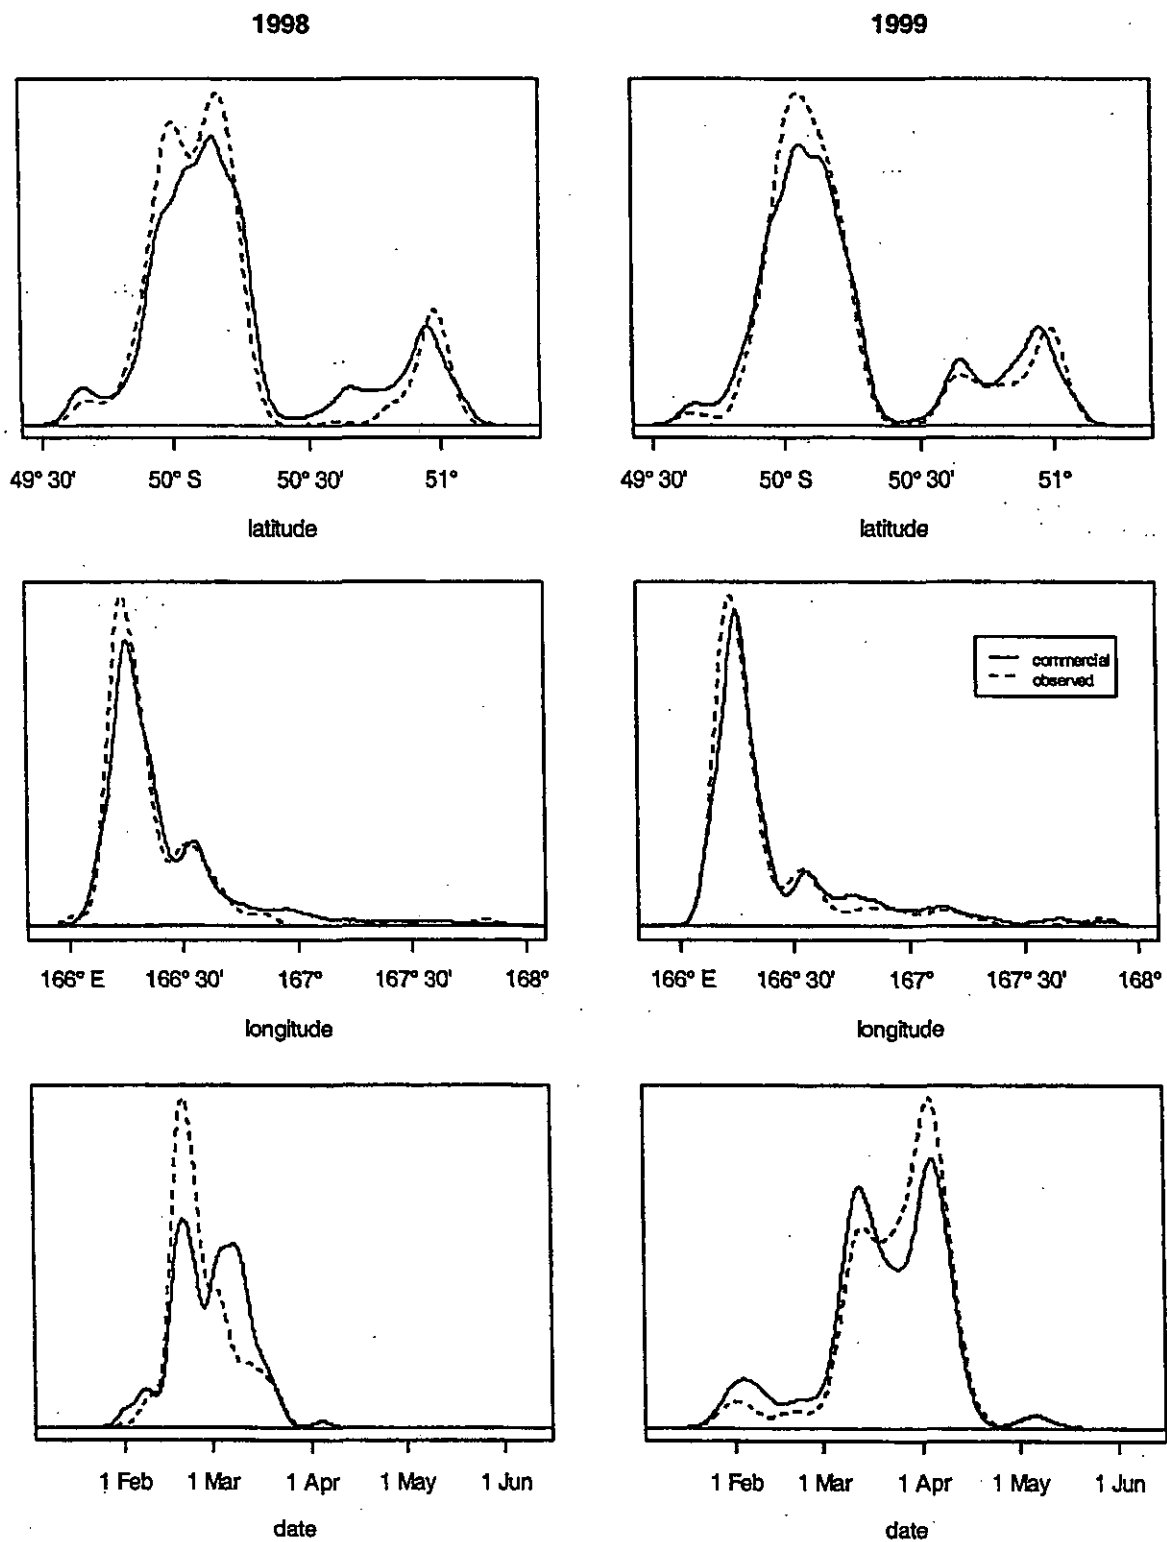 1998 1999
49° 30' 50° S 50° 30' 51° 49° 30' 50° S 50° 30' 51°
latitude latitude
commercial
observed
166° E 166° 30' 167° 167° 30' 168° 166° E 166° 30' 167° 167° 30' 168°
longitude longitude
1 Feb 1 Mar 1 Apr 1 May 1 Jun 1 Feb 1 Mar 1 Apr 1 May 1 Jun
date date